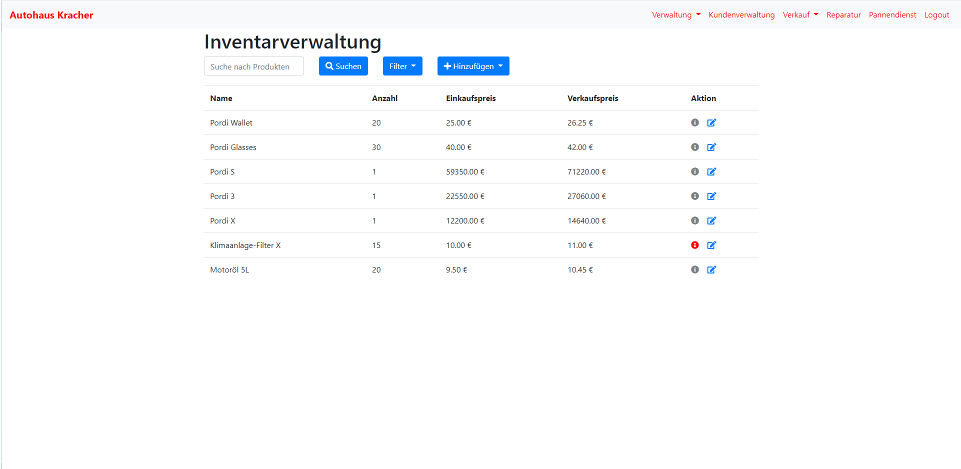 Autohaus Kracher Verwaltung Kundenverwaltung Verkauf Reparatur Pannendienst Logout
Inventarverwaltung
Suche nach Produkten Suchen Filter Hinzufügen
Name Anzahl Einkaufspreis Verkaufspreis Aktion
Pordi Wallet 20 25.00 € 26.25 €
Pordi Glasses 30 40.00 € 42.00 €
Pordi S 1 59350.00 € 71220.00 €
Pordi 3 1 22550.00 € 27060.00 €
Pordi X 1 12200.00 € 14640.00 €
Klimaanlage-Filter X 15 10.00 € 11.00 €
Motoröl 5L 20 9.50 € 10.45 €